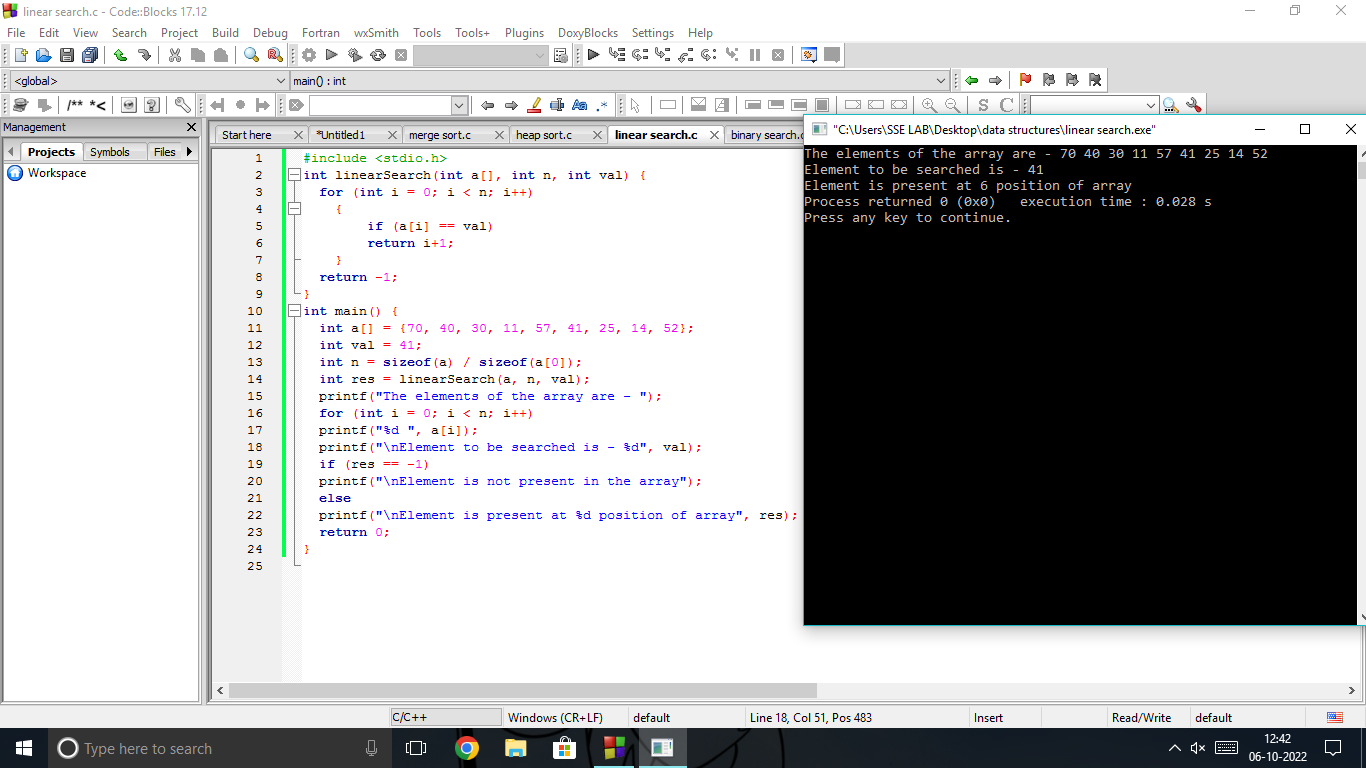 linear search.c - Code::Blocks 17.12
File Edit View Search Project Build Debug Fortran wxSmith Tools Tools+ Plugins DoxyBlocks Settings Help
<global> main() : int
/** *<
S C
Management
Projects Symbols Files
Workspace
Start here *Untitled1 merge sort.c heap sort.c linear search.c binary search.c
1 #include <stdio.h>
2 int linearSearch(int a[], int n, int val) {
3 for (int i = 0; i < n; i++)
4 {
5 if (a[i] == val)
6 return i+1;
7 }
8 return -1;
9 }
10 int main() {
11 int a[] = {70, 40, 30, 11, 57, 41, 25, 14, 52};
12 int val = 41;
13 int n = sizeof(a) / sizeof(a[0]);
14 int res = linearSearch(a, n, val);
15 printf("The elements of the array are - ");
16 for (int i = 0; i < n; i++)
17 printf("%d ", a[i]);
18 printf("\nElement to be searched is - %d", val);
19 if (res == -1)
20 printf("\nElement is not present in the array");
21 else
22 printf("\nElement is present at %d position of array", res);
23 return 0;
24 }
25
"C:\Users\SSE LAB\Desktop\data structures\linear search.exe"
The elements of the array are - 70 40 30 11 57 41 25 14 52
Element to be searched is - 41
Element is present at 6 position of array
Process returned 0 (0x0)   execution time : 0.028 s
Press any key to continue.
C/C++ Windows (CR+LF) default Line 18, Col 51, Pos 483 Insert Read/Write default
Type here to search
12:42
06-10-2022